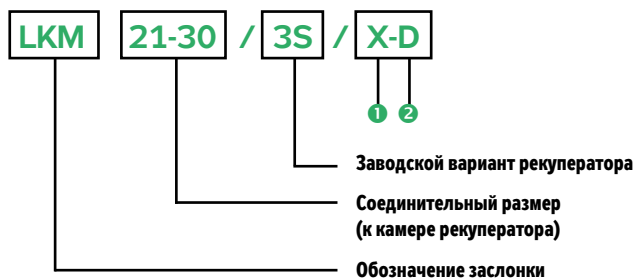 LKM 21-30 / 3S / X-D
1 2
Заводской вариант рекуператора
Соединительный размер
(к камере рекуператора)
Обозначение заслонки